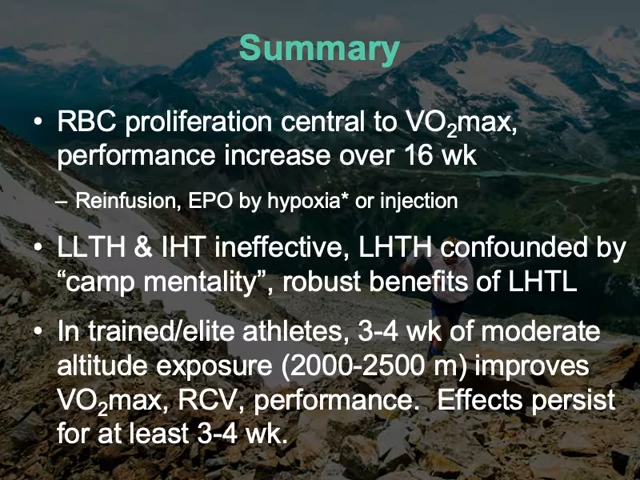 Summary
• RBC proliferation central to VO₂max,
performance increase over 16 wk
– Reinfusion, EPO by hypoxia* or injection
• LLTH & IHT ineffective, LHTH confounded by
“camp mentality”, robust benefits of LHTL
• In trained/elite athletes, 3-4 wk of moderate
altitude exposure (2000-2500 m) improves
VO₂max, RCV, performance.  Effects persist
for at least 3-4 wk.